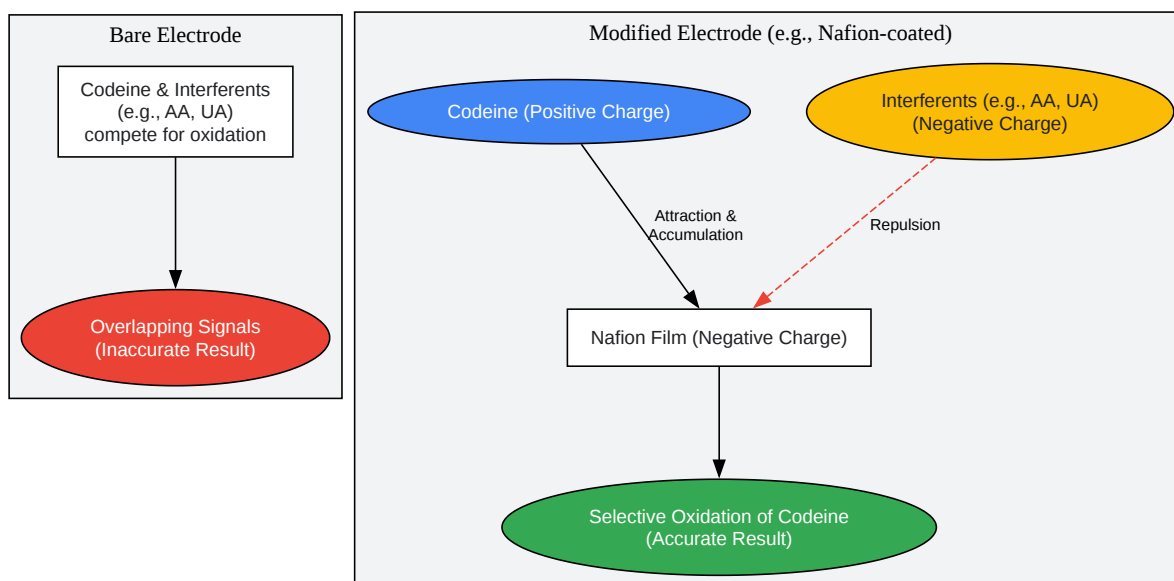 Bare Electrode
Codeine & Interferents
(e.g., AA, UA)
compete for oxidation
Overlapping Signals
(Inaccurate Result)
Modified Electrode (e.g., Nafion-coated)
Codeine (Positive Charge)
Interferents (e.g., AA, UA)
(Negative Charge)
Attraction &
Accumulation
Repulsion
Nafion Film (Negative Charge)
Selective Oxidation of Codeine
(Accurate Result)